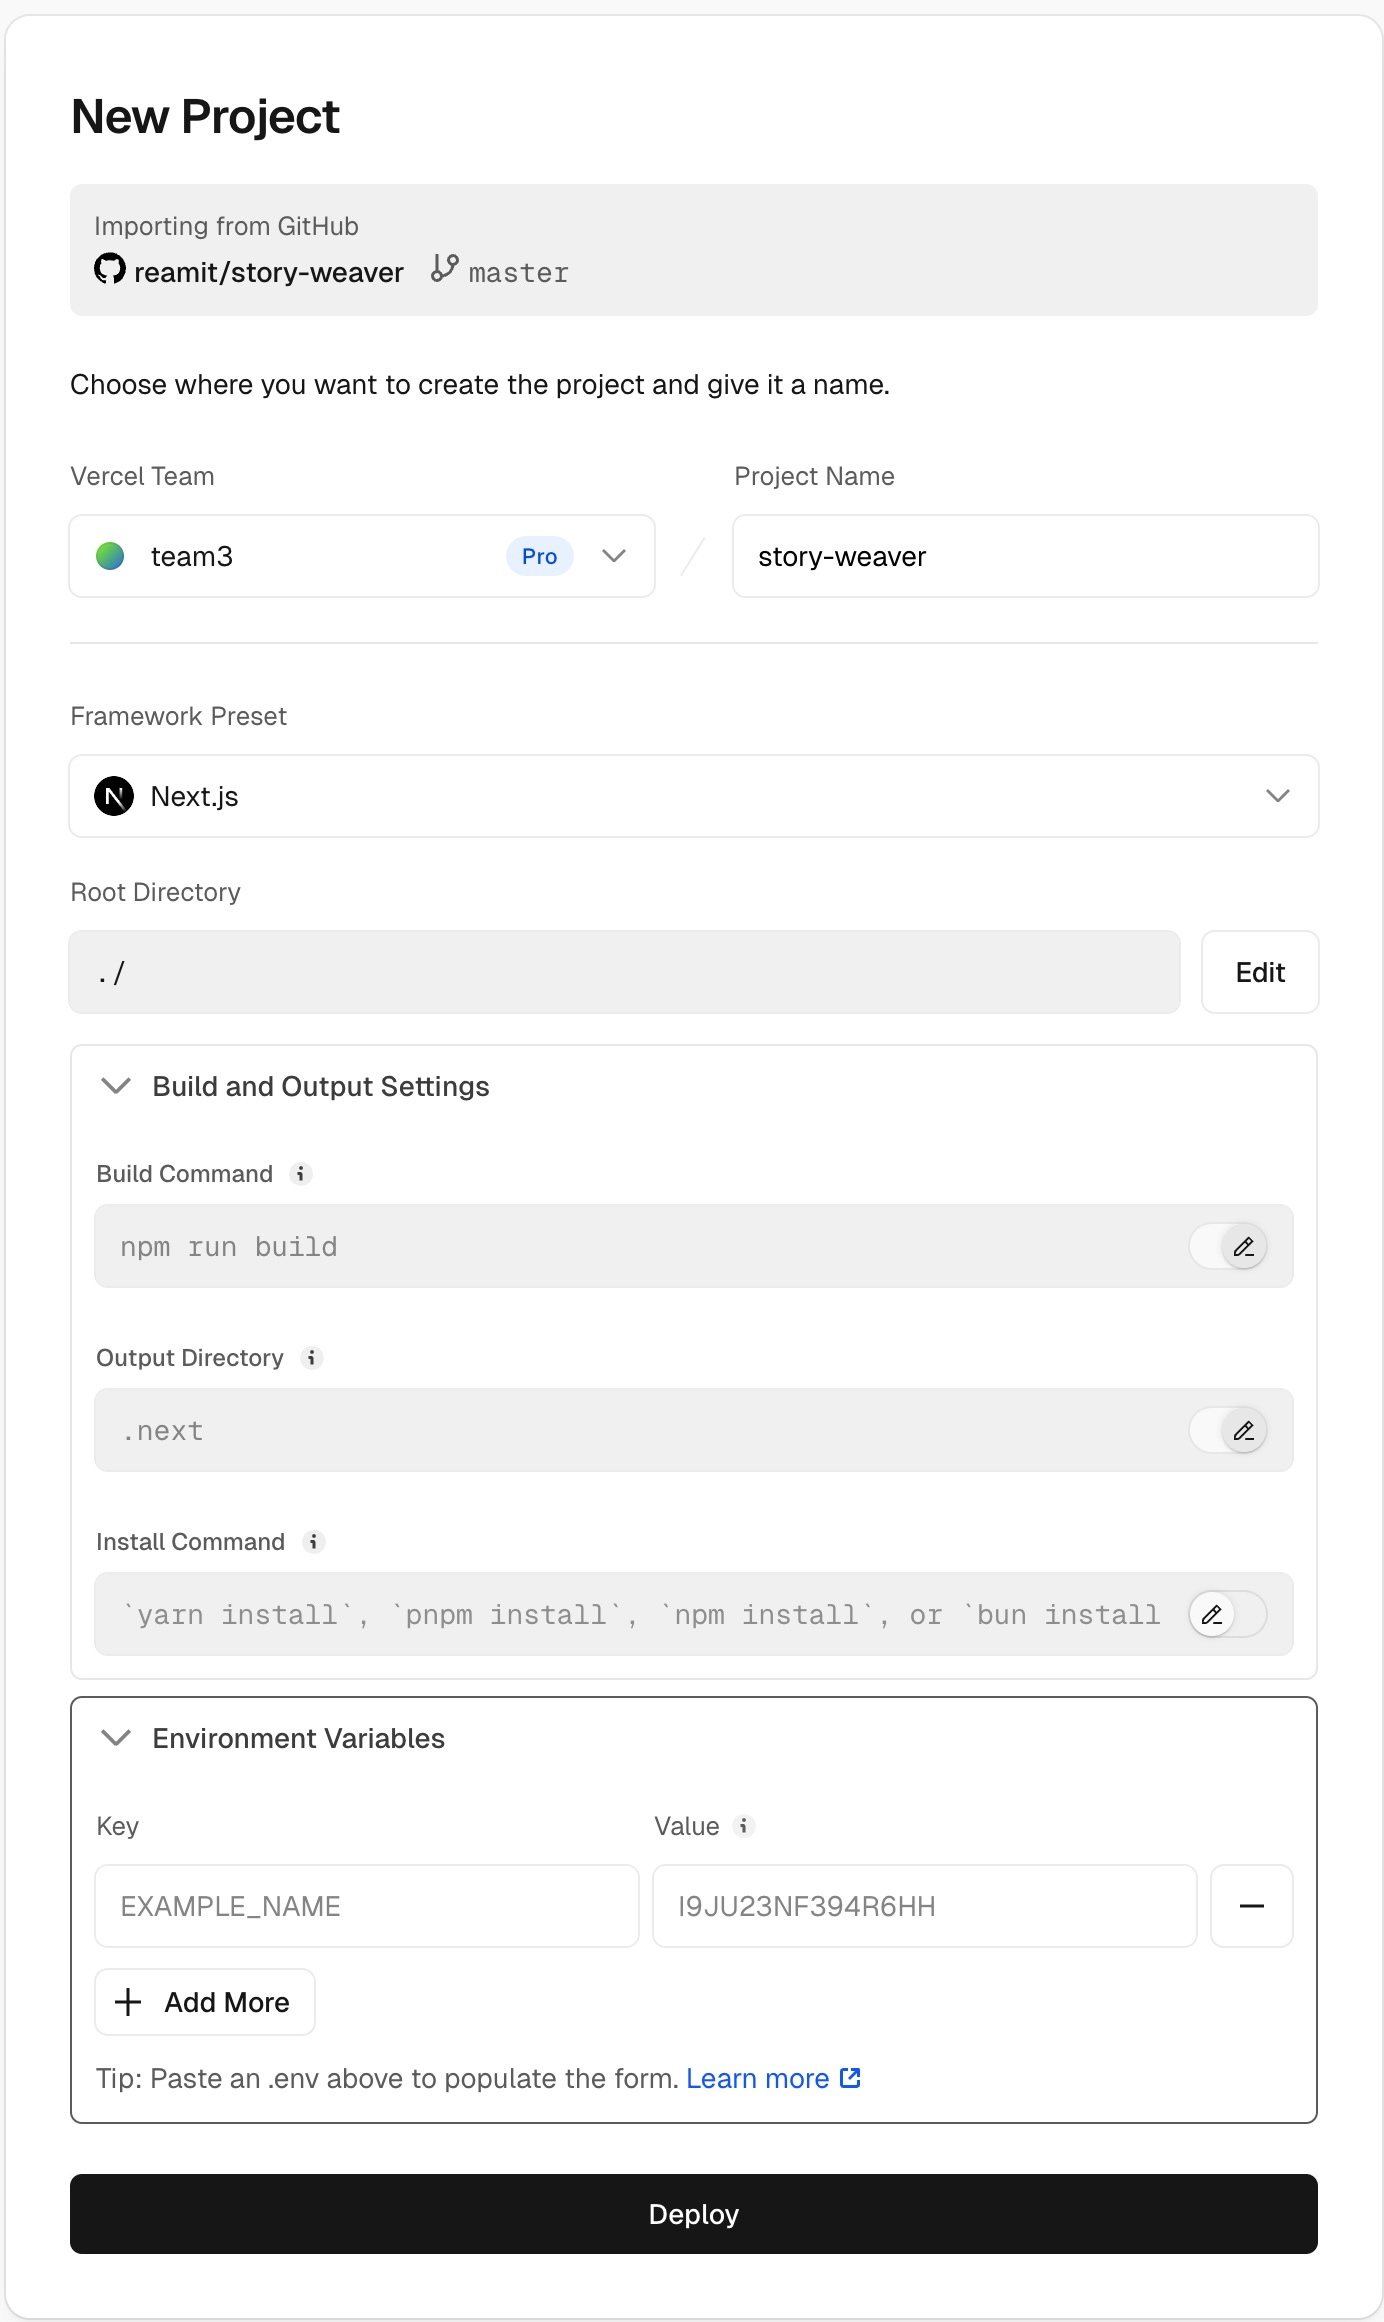 New Project
Importing from GitHub
reamit/story-weaver master
Choose where you want to create the project and give it a name.
Vercel Team
team3 Pro
Project Name
story-weaver
Framework Preset
N Next.js
Root Directory
./
Edit
Build and Output Settings
Build Command i
npm run build
Output Directory i
.next
Install Command i
`yarn install`, `pnpm install`, `npm install`, or `bun install
Environment Variables
Key
Value i
EXAMPLE_NAME
I9JU23NF394R6HH
Add More
Tip: Paste an .env above to populate the form. Learn more
Deploy